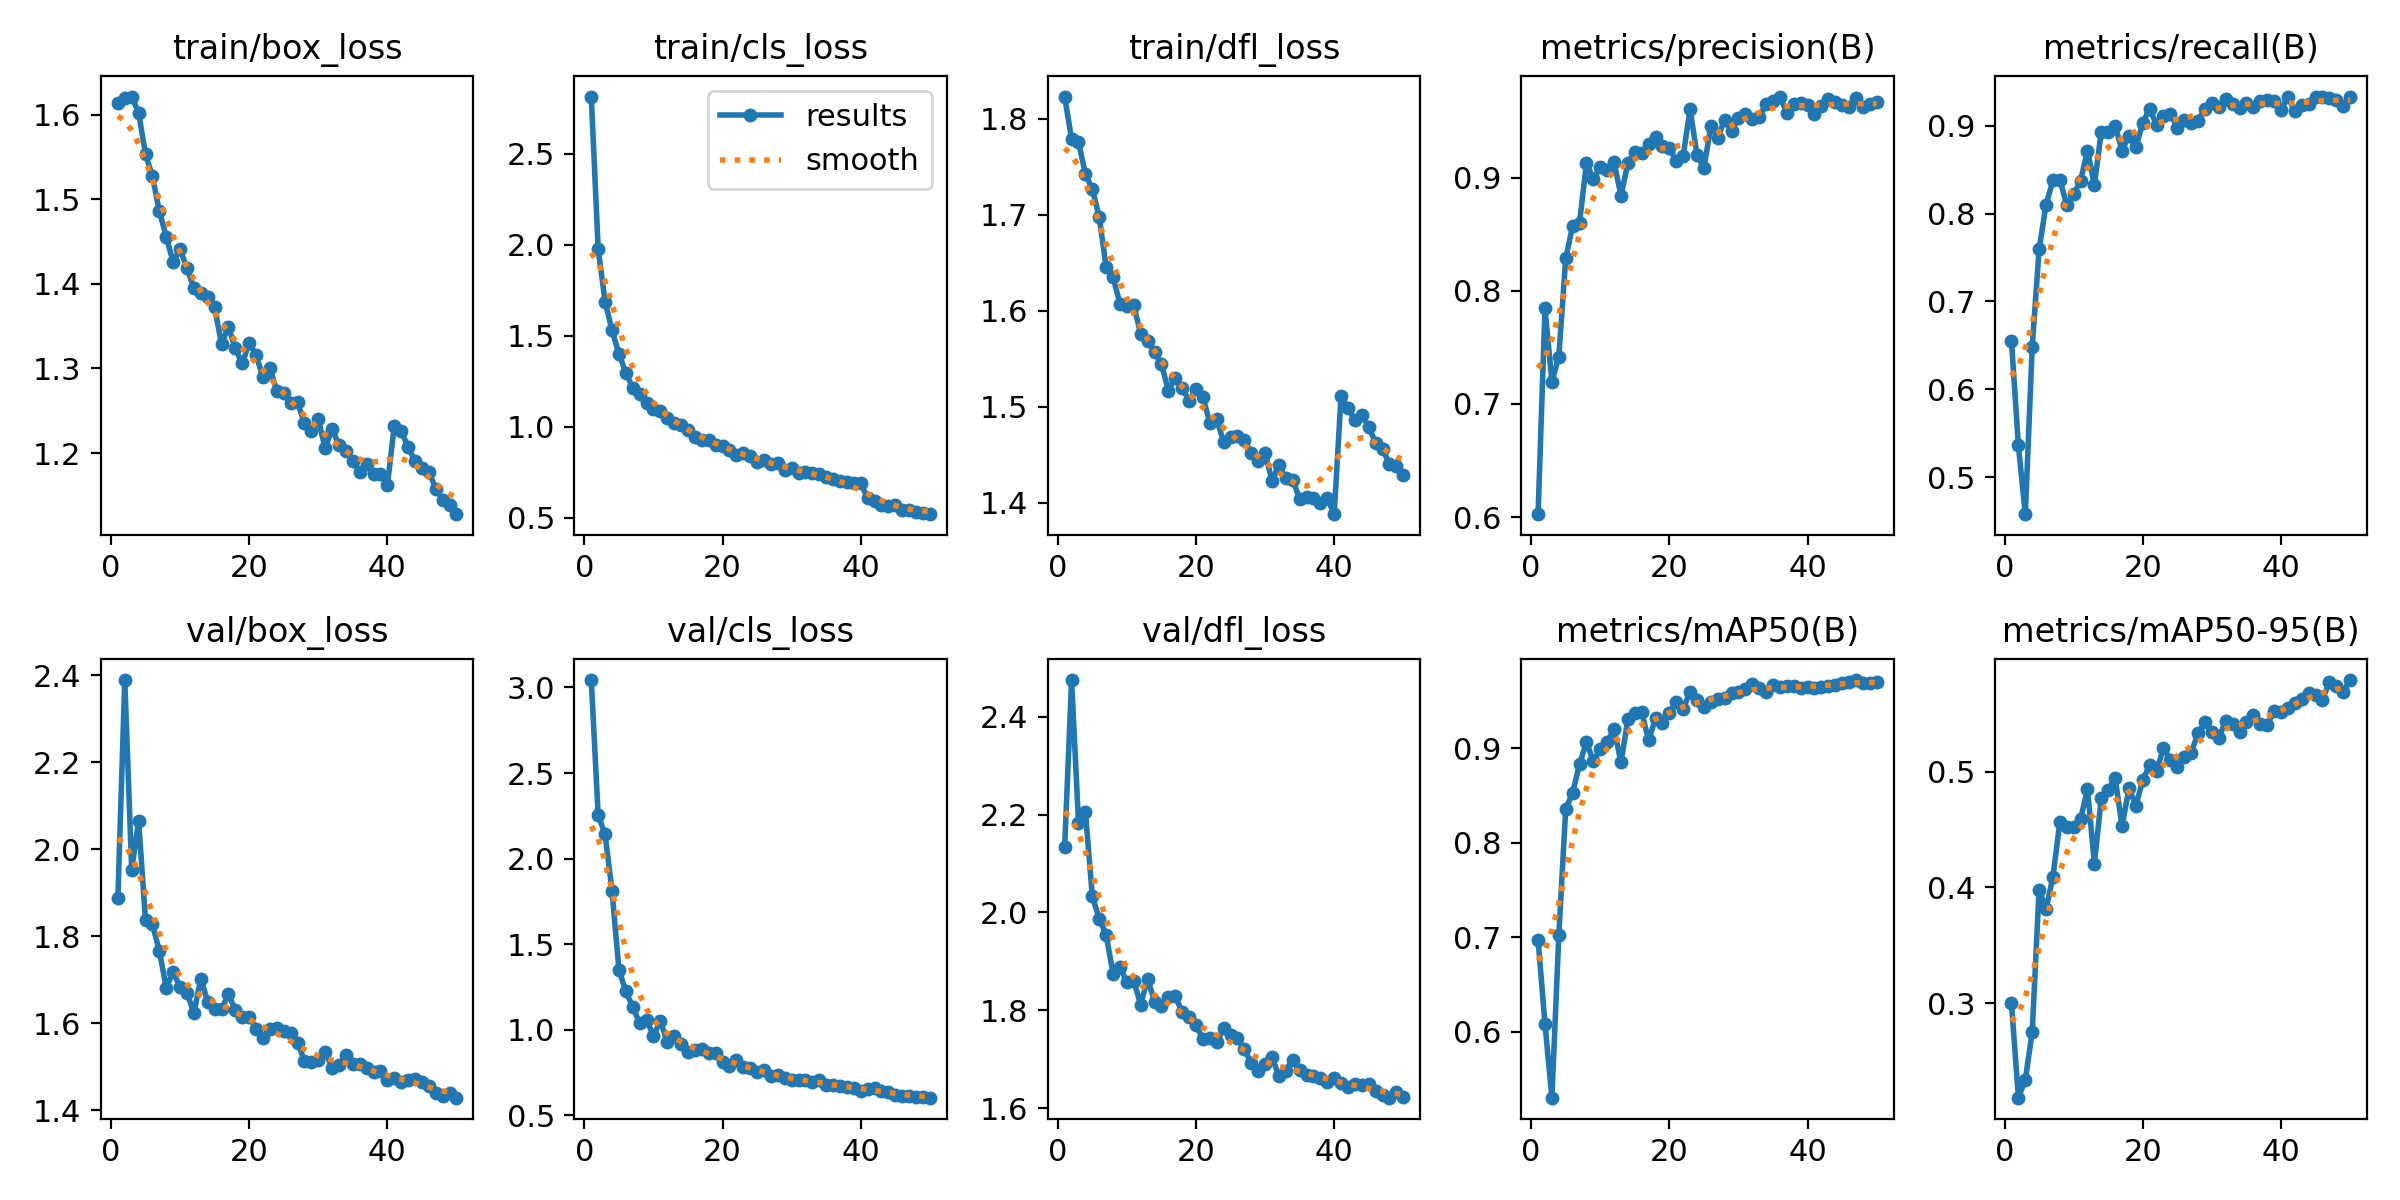 train/box_loss
1.6
1.5
1.4
1.3
1.2
0 20 40
train/cls_loss
results
smooth
2.5
2.0
1.5
1.0
0.5
0 20 40
train/dfl_loss
1.8
1.7
1.6
1.5
1.4
0 20 40
metrics/precision(B)
0.9
0.8
0.7
0.6
0 20 40
metrics/recall(B)
0.9
0.8
0.7
0.6
0.5
0 20 40
val/box_loss
2.4
2.2
2.0
1.8
1.6
1.4
0 20 40
val/cls_loss
3.0
2.5
2.0
1.5
1.0
0.5
0 20 40
val/dfl_loss
2.4
2.2
2.0
1.8
1.6
0 20 40
metrics/mAP50(B)
0.9
0.8
0.7
0.6
0 20 40
metrics/mAP50-95(B)
0.5
0.4
0.3
0 20 40